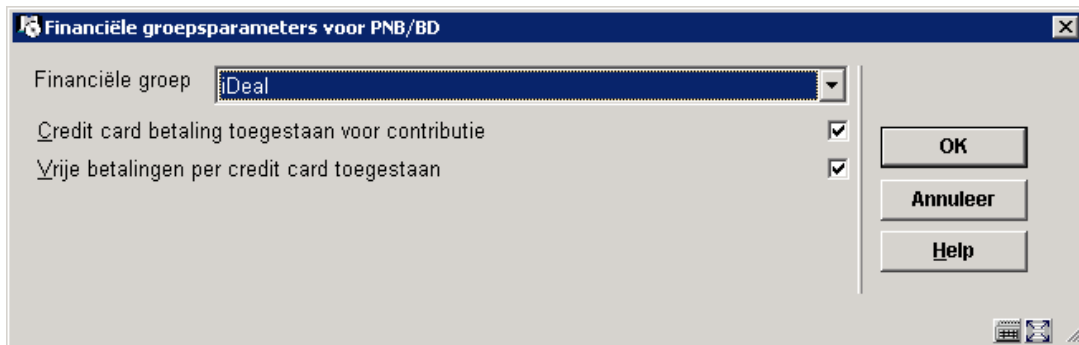 Financiële groepsparameters voor PNB/BD
Financiële groep iDeal
Credit card betaling toegestaan voor contributie
Vrije betalingen per credit card toegestaan
OK
Annuleer
Help